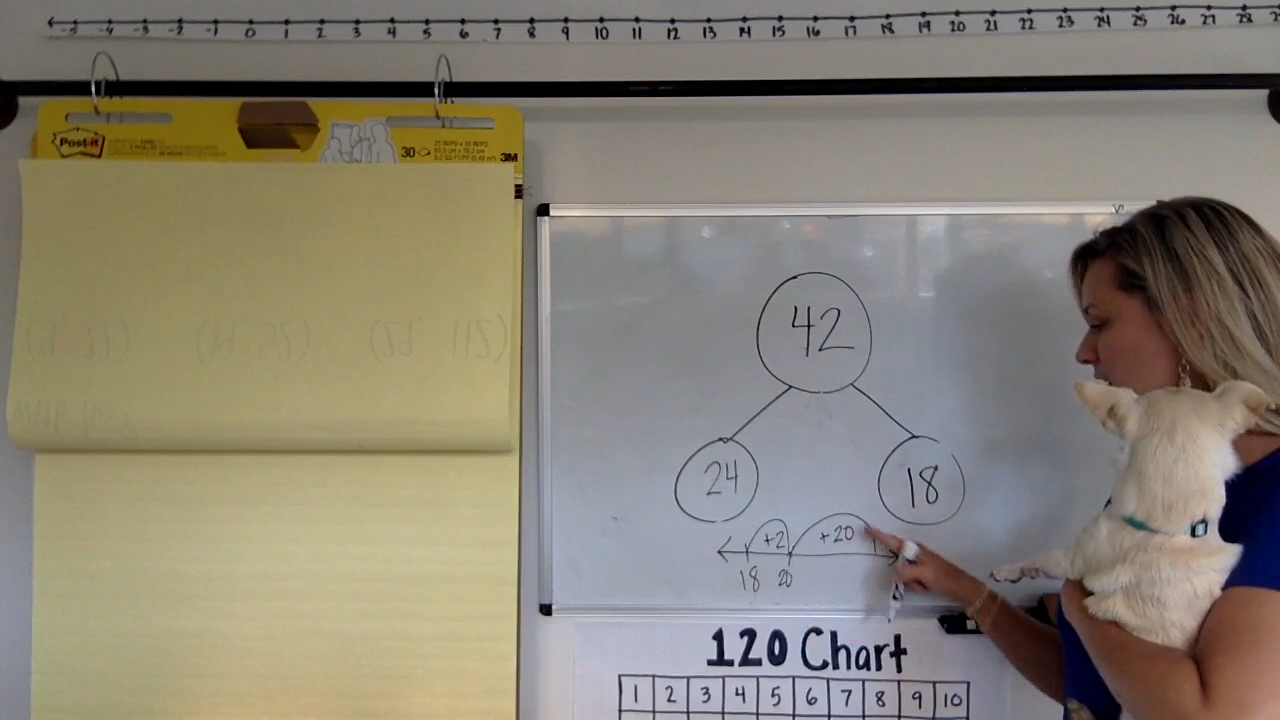 -5 -4 -3 -2 -1 0 1 2 3 4 5 6 7 8 9 10 11 12 13 14 15 16 17 18 19 20 21 22 23 24 25 26 27 28
Post-it
30
3M
42
24 18
+2 +20
18 20
120 Chart
1 2 3 4 5 6 7 8 9 10